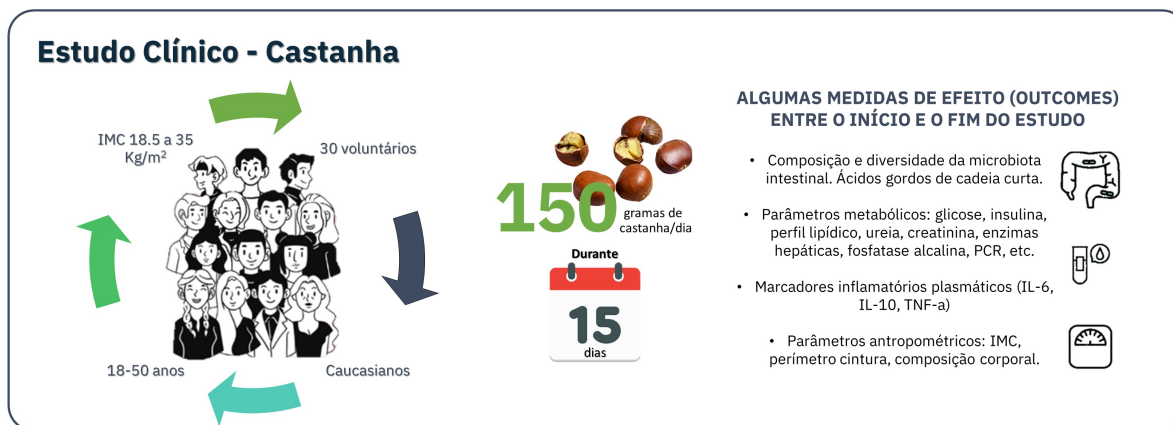 Estudo Clínico - Castanha
IMC 18.5 a 35
Kg/m²
30 voluntários
18-50 anos
Caucasianos
150
gramas de
castanha/dia
Durante
15
dias
ALGUMAS MEDIDAS DE EFEITO (OUTCOMES)
ENTRE O INÍCIO E O FIM DO ESTUDO
• Composição e diversidade da microbiota
intestinal. Ácidos gordos de cadeia curta.
• Parâmetros metabólicos: glicose, insulina,
perfil lipídico, ureia, creatinina, enzimas
hepáticas, fosfatase alcalina, PCR, etc.
• Marcadores inflamatórios plasmáticos (IL-6,
IL-10, TNF-a)
• Parâmetros antropométricos: IMC,
perímetro cintura, composição corporal.